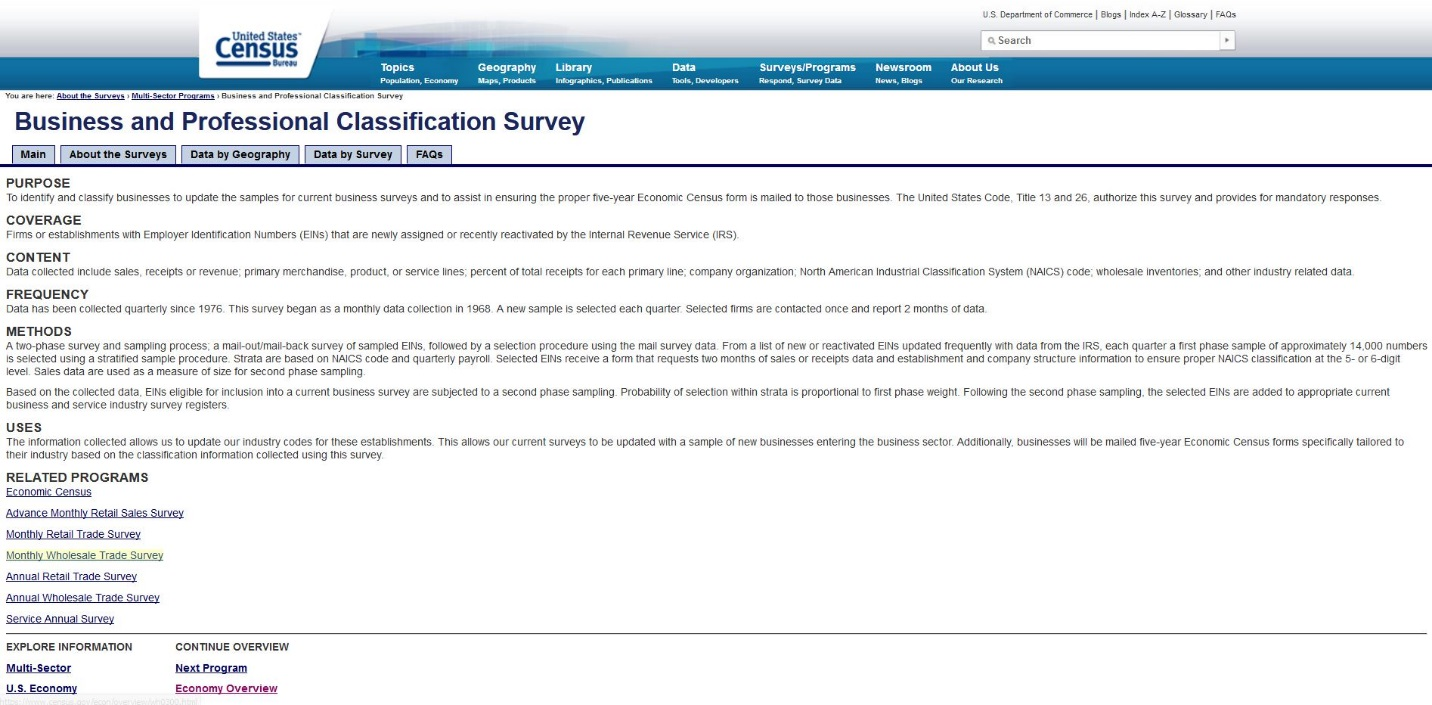 U.S. Department of Commerce | Blogs | Index A-Z | Glossary | FAQs
United States™
Census
Bureau
Search
Topics Geography Library Data Surveys/Programs Newsroom About Us
Population, Economy Maps, Products Infographics, Publications Tools, Developers Respond, Survey Data News, Blogs Our Research
You are here: About the Surveys › Multi-Sector Programs › Business and Professional Classification Survey
Business and Professional Classification Survey
Main About the Surveys Data by Geography Data by Survey FAQs
PURPOSE
To identify and classify businesses to update the samples for current business surveys and to assist in ensuring the proper five-year Economic Census form is mailed to those businesses. The United States Code, Title 13 and 26, authorize this survey and provides for mandatory responses.
COVERAGE
Firms or establishments with Employer Identification Numbers (EINs) that are newly assigned or recently reactivated by the Internal Revenue Service (IRS).
CONTENT
Data collected include sales, receipts or revenue; primary merchandise, product, or service lines; percent of total receipts for each primary line; company organization; North American Industrial Classification System (NAICS) code; wholesale inventories; and other industry related data.
FREQUENCY
Data has been collected quarterly since 1976. This survey began as a monthly data collection in 1968. A new sample is selected each quarter. Selected firms are contacted once and report 2 months of data.
METHODS
A two-phase survey and sampling process; a mail-out/mail-back survey of sampled EINs, followed by a selection procedure using the mail survey data. From a list of new or reactivated EINs updated frequently with data from the IRS, each quarter a first phase sample of approximately 14,000 numbers
is selected using a stratified sample procedure. Strata are based on NAICS code and quarterly payroll. Selected EINs receive a form that requests two months of sales or receipts data and establishment and company structure information to ensure proper NAICS classification at the 5- or 6-digit
level. Sales data are used as a measure of size for second phase sampling.
Based on the collected data, EINs eligible for inclusion into a current business survey are subjected to a second phase sampling. Probability of selection within strata is proportional to first phase weight. Following the second phase sampling, the selected EINs are added to appropriate current
business and service industry survey registers.
USES
The information collected allows us to update our industry codes for these establishments. This allows our current surveys to be updated with a sample of new businesses entering the business sector. Additionally, businesses will be mailed five-year Economic Census forms specifically tailored to
their industry based on the classification information collected using this survey.
RELATED PROGRAMS
Economic Census
Advance Monthly Retail Sales Survey
Monthly Retail Trade Survey
Monthly Wholesale Trade Survey
Annual Retail Trade Survey
Annual Wholesale Trade Survey
Service Annual Survey
EXPLORE INFORMATION CONTINUE OVERVIEW
Multi-Sector Next Program
U.S. Economy Economy Overview